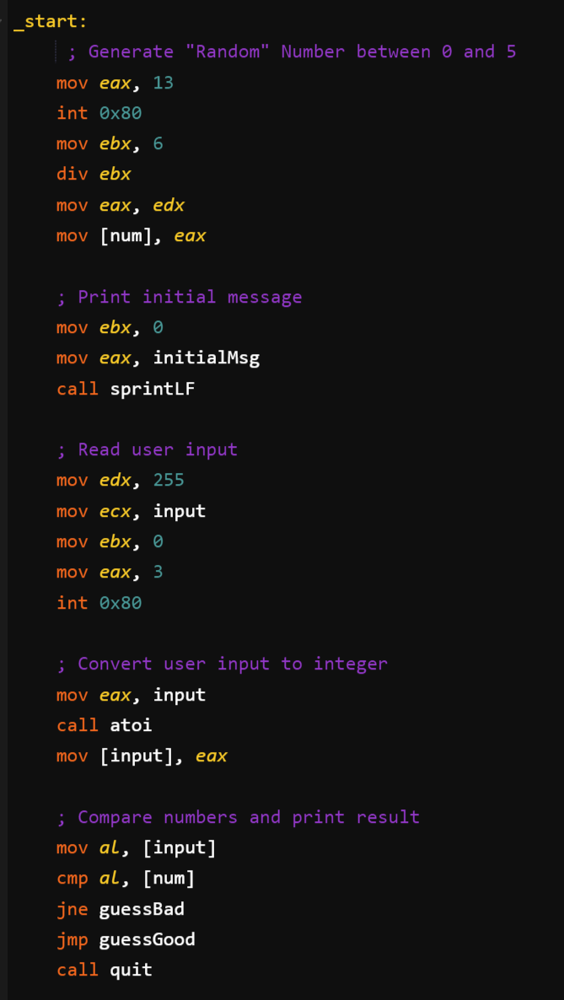 _start:
; Generate "Random" Number between 0 and 5
mov eax, 13
int 0x80
mov ebx, 6
div ebx
mov eax, edx
mov [num], eax
; Print initial message
mov ebx, 0
mov eax, initialMsg
call sprintLF
; Read user input
mov edx, 255
mov ecx, input
mov ebx, 0
mov eax, 3
int 0x80
; Convert user input to integer
mov eax, input
call atoi
mov [input], eax
; Compare numbers and print result
mov al, [input]
cmp al, [num]
jne guessBad
jmp guessGood
call quit